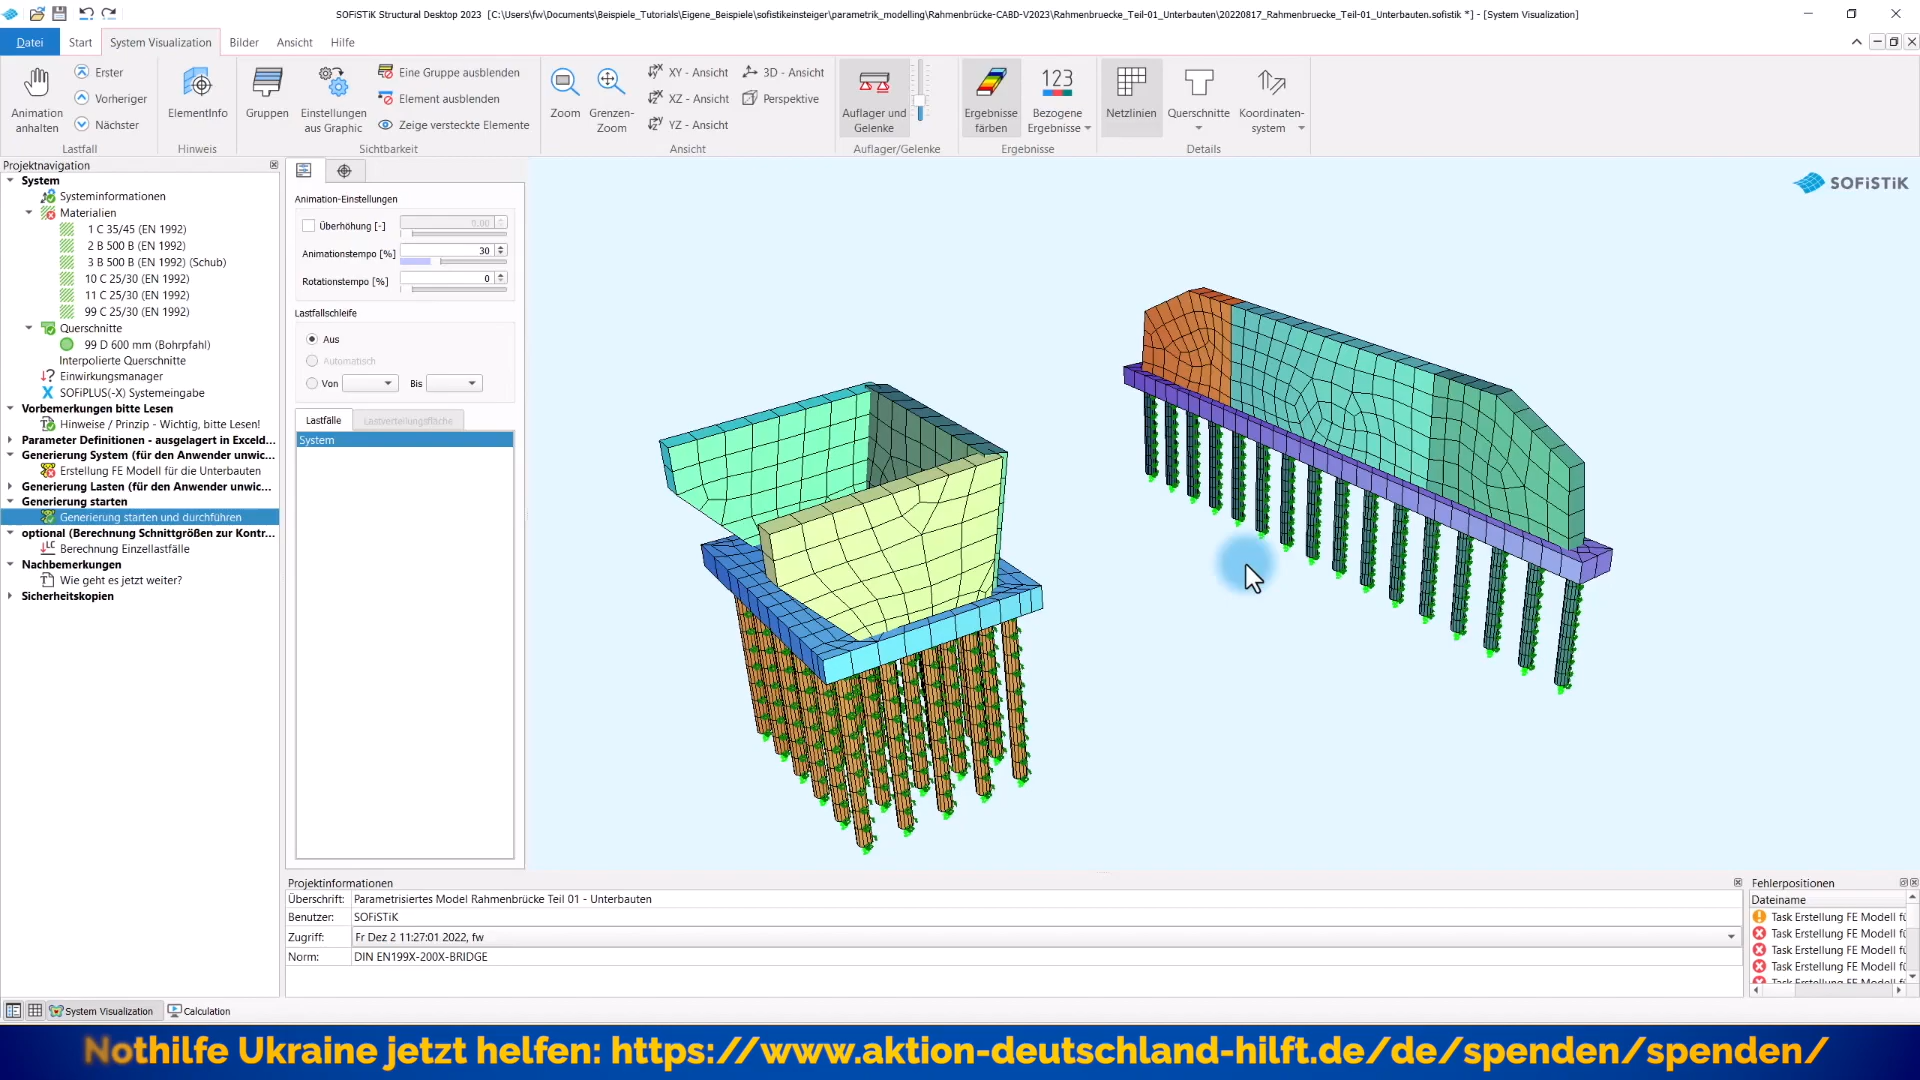 SOFiSTiK Structural Desktop 2023 [C:\Users\fw\Documents\Beispiele_Tutorials\Eigene_Beispiele\sofistikeinsteiger\parametrik_modelling\Rahmenbrücke-CABD-V2023\Rahmenbruecke_Teil-01_Unterbauten\20220817_Rahmenbruecke_Teil-01_Unterbauten.sofistik *] - [System Visualization]
Datei Start System Visualization Bilder Ansicht Hilfe
Animation anhalten
Erster
Vorheriger
Nächster
Lastfall
ElementInfo
Hinweis
Gruppen
Einstellungen aus Graphic
Eine Gruppe ausblenden
Element ausblenden
Zeige versteckte Elemente
Sichtbarkeit
Zoom
Grenzen-Zoom
XY - Ansicht
XZ - Ansicht
YZ - Ansicht
3D - Ansicht
Perspektive
Ansicht
Auflager und Gelenke
Auflager/Gelenke
Ergebnisse färben
123
Bezogene Ergebnisse
Ergebnisse
Netzlinien
Querschnitte
Koordinaten-system
Details
Projektnavigation
System
Systeminformationen
Materialien
1 C 35/45 (EN 1992)
2 B 500 B (EN 1992)
3 B 500 B (EN 1992) (Schub)
10 C 25/30 (EN 1992)
11 C 25/30 (EN 1992)
99 C 25/30 (EN 1992)
Querschnitte
99 D 600 mm (Bohrpfahl)
Interpolierte Querschnitte
Einwirkungsmanager
SOFiPLUS(-X) Systemeingabe
Vorbemerkungen bitte Lesen
Hinweise / Prinzip - Wichtig, bitte Lesen!
Parameter Definitionen - ausgelagert in Exceld...
Generierung System (für den Anwender unwic...
Erstellung FE Modell für die Unterbauten
Generierung Lasten (für den Anwender unwic...
Generierung starten
Generierung starten und durchführen
optional (Berechnung Schnittgrößen zur Kontr...
Berechnung Einzellastfälle
Nachbemerkungen
Wie geht es jetzt weiter?
Sicherheitskopien
Animation-Einstellungen
Überhöhung [-] 0,00
Animationstempo [%] 30
Rotationstempo [%] 0
Lastfallschleife
Aus
Automatisch
Von Bis
Lastfälle Lastverteilungsfläche
System
SOFiSTiK
Projektinformationen
Überschrift: Parametrisiertes Model Rahmenbrücke Teil 01 - Unterbauten
Benutzer: SOFiSTiK
Zugriff: Fr Dez 2 11:27:01 2022, fw
Norm: DIN EN199X-200X-BRIDGE
Fehlerpositionen
Dateiname
Task Erstellung FE Modell fü
Task Erstellung FE Modell fü
Task Erstellung FE Modell fü
Task Erstellung FE Modell fü
System Visualization Calculation
Nothilfe Ukraine jetzt helfen: https://www.aktion-deutschland-hilft.de/de/spenden/spenden/